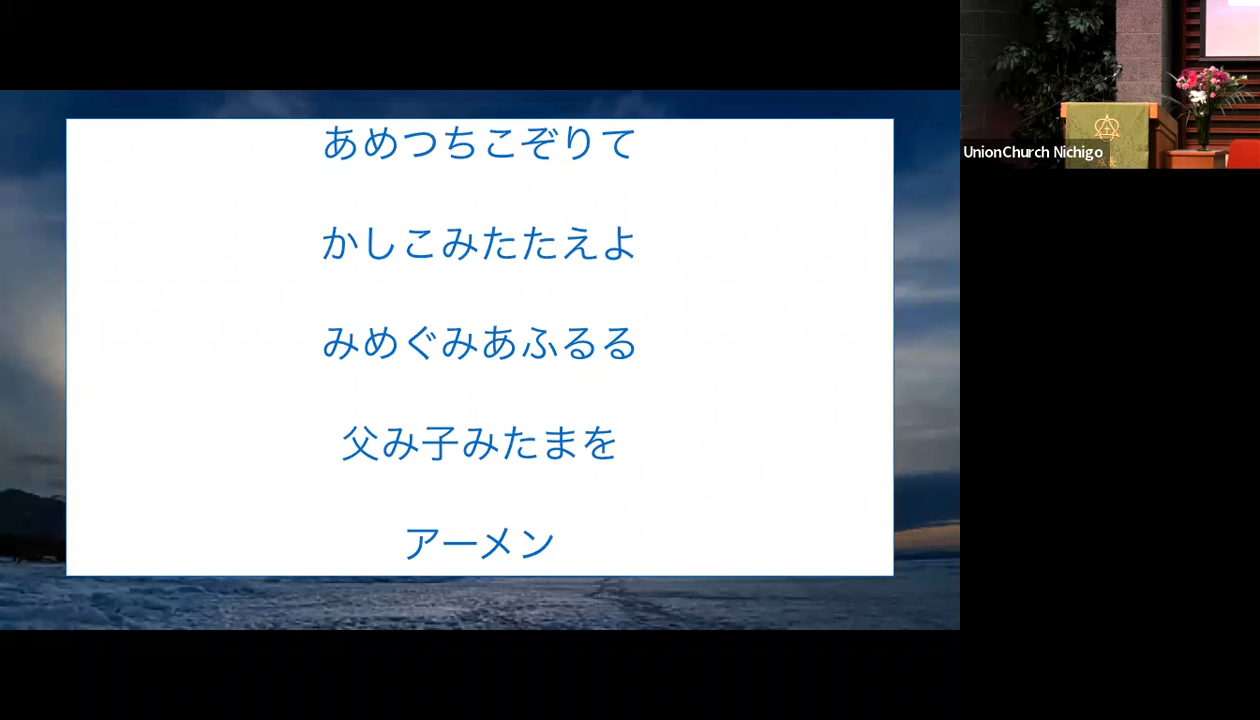 あめつちこぞりて
かしこみたたえよ
みめぐみあふるる
父み子みたまを
アーメン
UnionChurch Nichigo